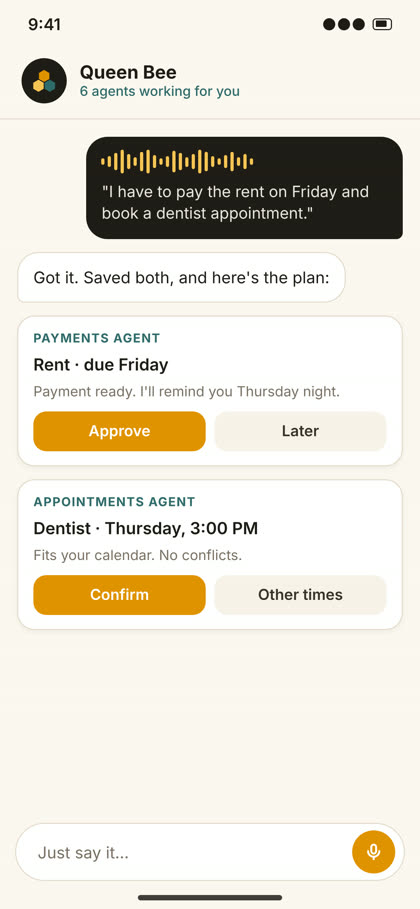 9:41
Queen Bee
6 agents working for you
"I have to pay the rent on Friday and
book a dentist appointment."
Got it. Saved both, and here's the plan:
PAYMENTS AGENT
Rent · due Friday
Payment ready. I'll remind you Thursday night.
Approve
Later
APPOINTMENTS AGENT
Dentist · Thursday, 3:00 PM
Fits your calendar. No conflicts.
Confirm
Other times
Just say it...